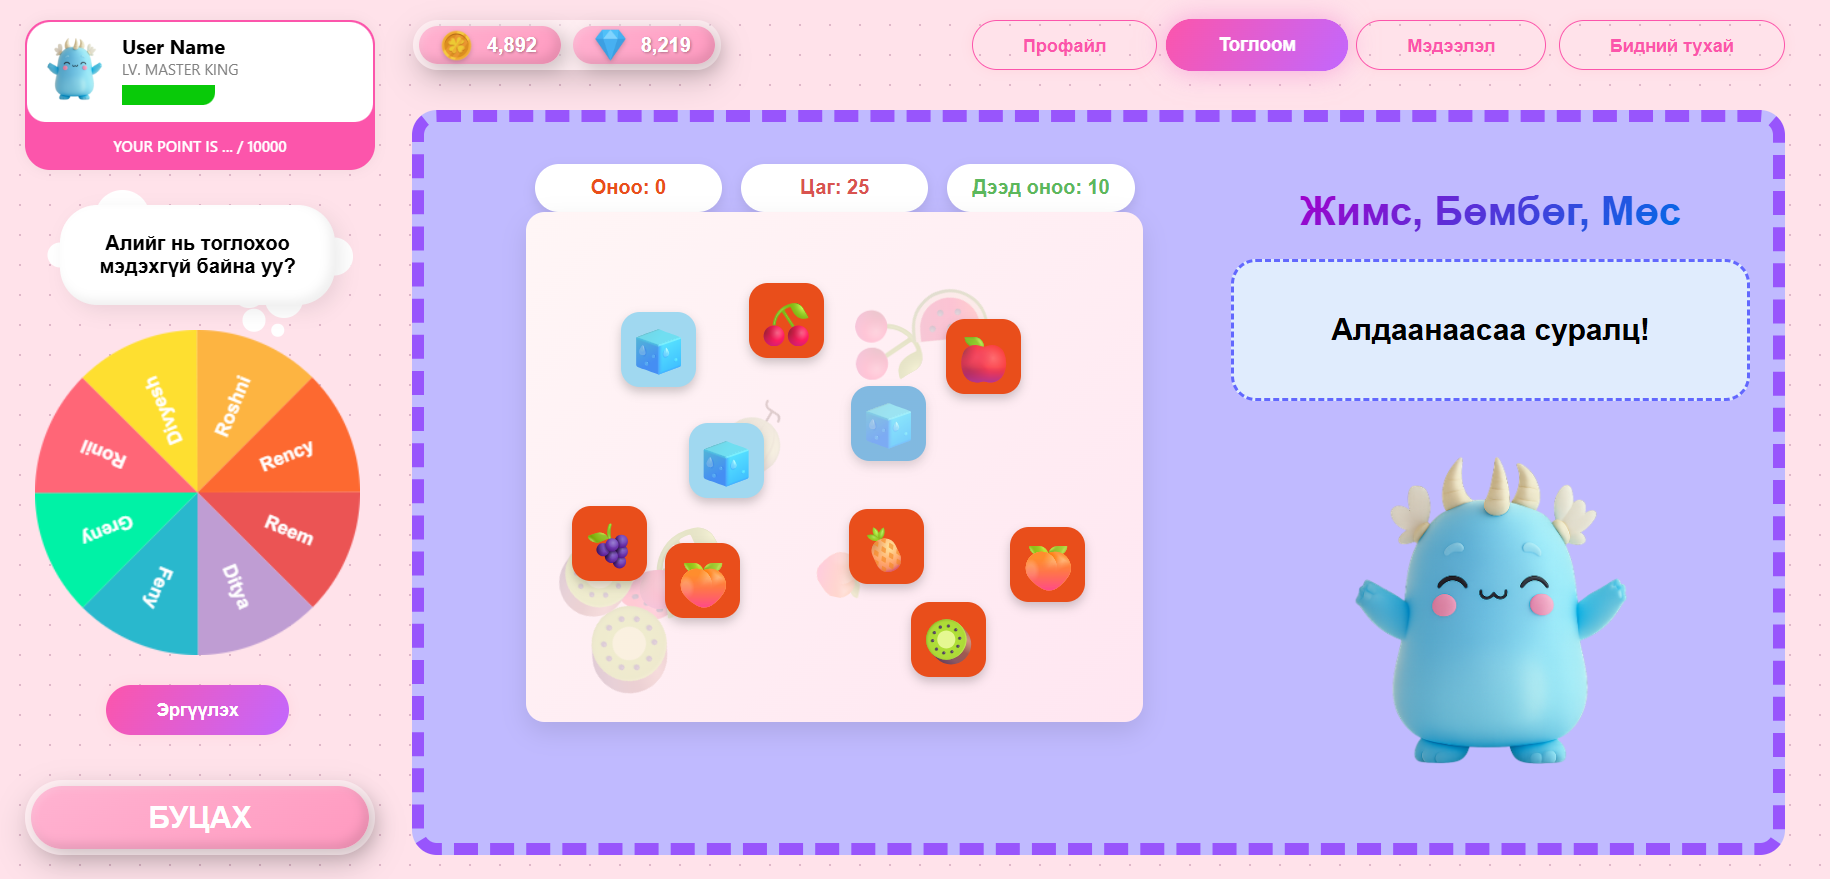 User Name
LV. MASTER KING
YOUR POINT IS ... / 10000
4,892
8,219
Профайл
Тоглоом
Мэдээлэл
Бидний тухай
Алийг нь тоглохоо
мэдэхгүй байна уу?
Roshni
Rency
Reem
Ditya
Feny
Greny
Ronil
Divyesh
Эргүүлэх
БУЦАХ
Оноо: 0
Цаг: 25
Дээд оноо: 10
Жимс, Бөмбөг, Мөс
Алдаанаасаа суралц!